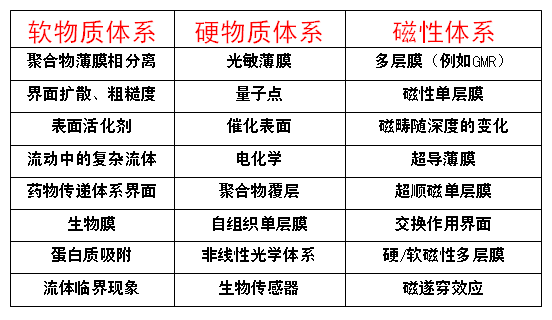 软物质体系 硬物质体系 磁性体系
聚合物薄膜相分离 光敏薄膜 多层膜（例如GMR）
界面扩散、粗糙度 量子点 磁性单层膜
表面活化剂 催化表面 磁畴随深度的变化
流动中的复杂流体 电化学 超导薄膜
药物传递体系界面 聚合物覆层 超顺磁单层膜
生物膜 自组织单层膜 交换作用界面
蛋白质吸附 非线性光学体系 硬/软磁性多层膜
流体临界现象 生物传感器 磁遂穿效应